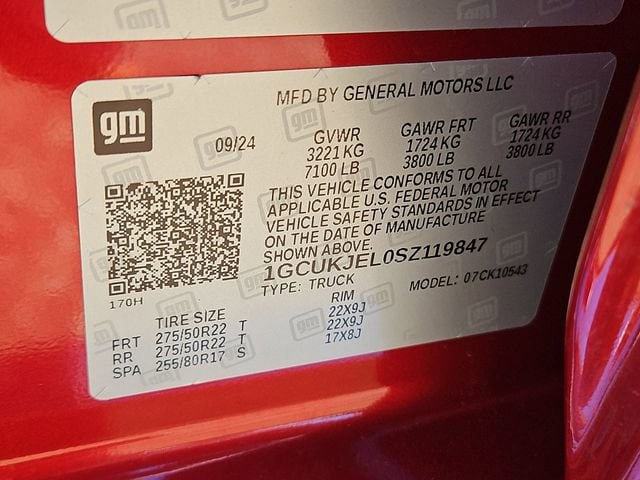 MFD BY GENERAL MOTORS LLC
gm
09/24
GVWR GAWR FRT GAWR RR
3221 KG 1724 KG 1724 KG
7100 LB 3800 LB 3800 LB
THIS VEHICLE CONFORMS TO ALL
APPLICABLE U.S. FEDERAL MOTOR
VEHICLE SAFETY STANDARDS IN EFFECT
ON THE DATE OF MANUFACTURE
SHOWN ABOVE.
1GCUKJEL0SZ119847
TYPE: TRUCK MODEL: 07CK10543
170H
TIRE SIZE RIM
FRT 275/50R22 T 22X9J
RR 275/50R22 T 22X9J
SPA 255/80R17 S 17X8J